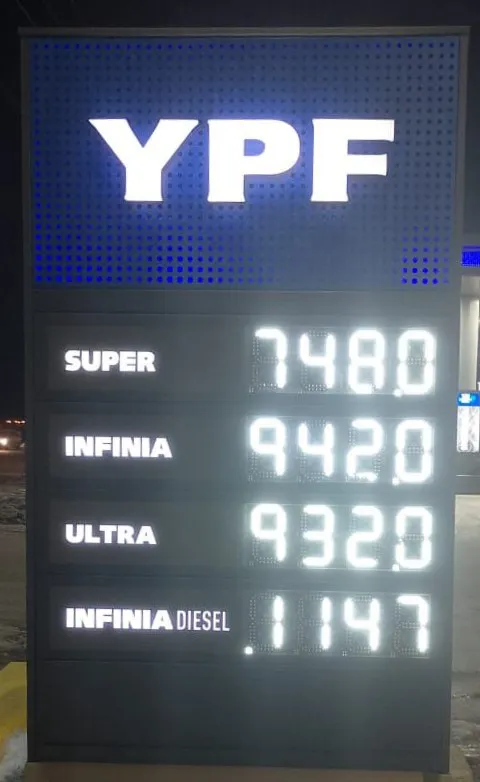 YPF
SUPER 748.0
INFINIA 942.0
ULTRA 932.0
INFINIA DIESEL .1147